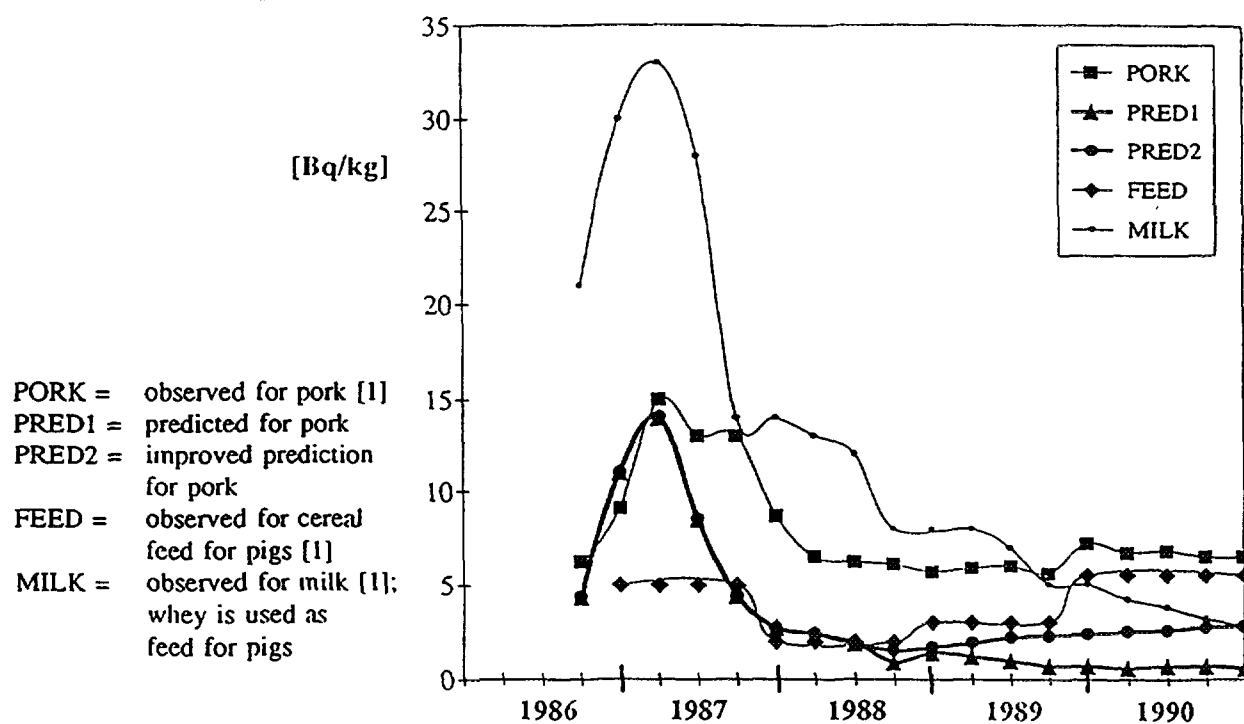 35
30
25
20
15
10
5
0
[Bq/kg]
PORK
PRED1
PRED2
FEED
MILK
PORK = observed for pork [1]
PRED1 = predicted for pork
PRED2 = improved prediction
for pork
FEED = observed for cereal
feed for pigs [1]
MILK = observed for milk [1];
whey is used as
feed for pigs
1986 1987 1988 1989 1990